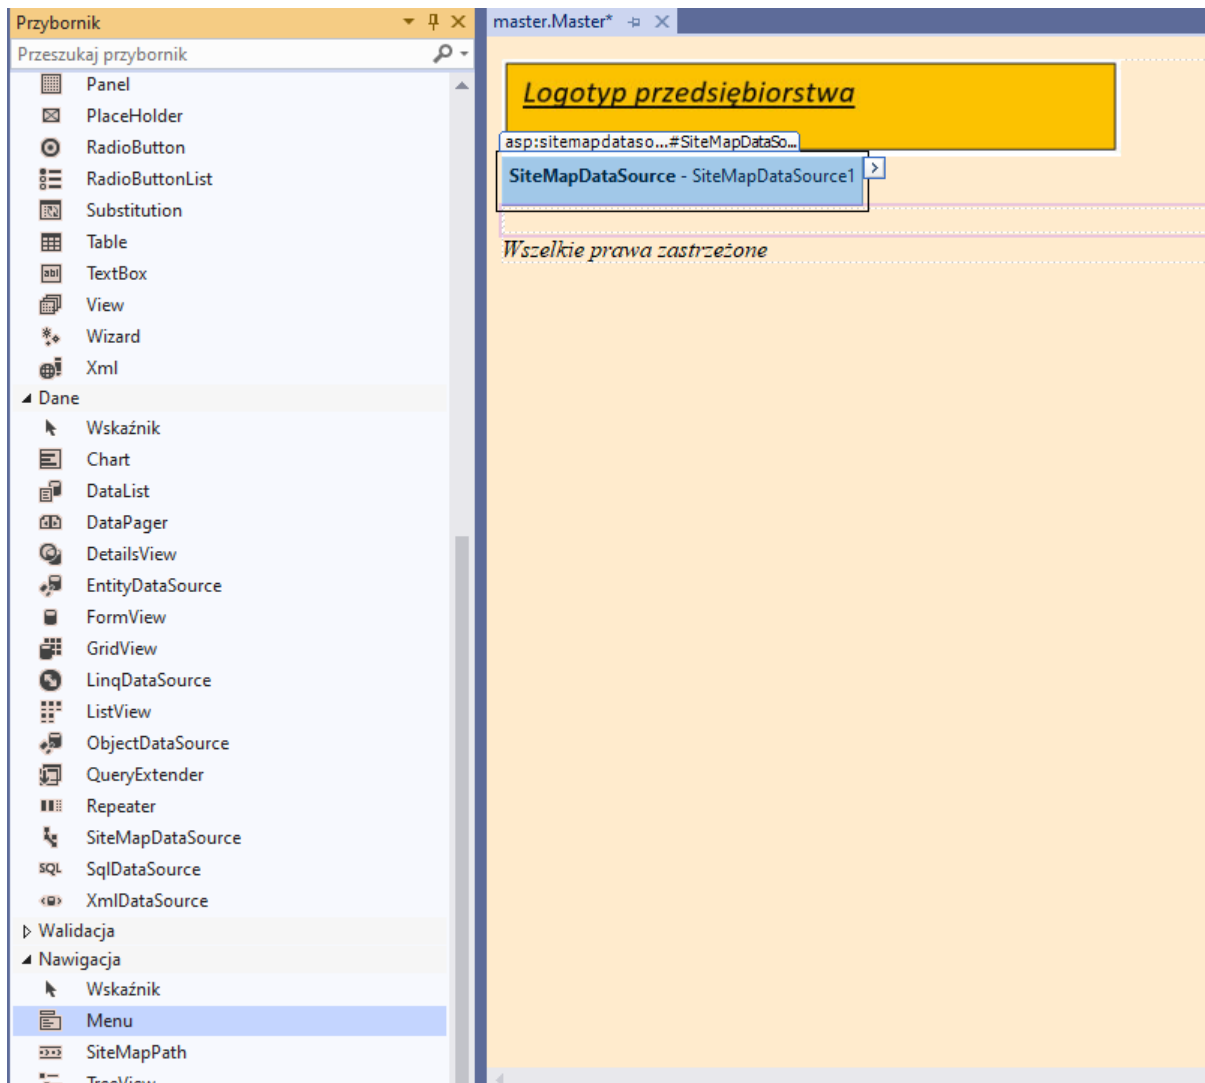 Przybornik
Przeszukaj przybornik
Panel
PlaceHolder
RadioButton
RadioButtonList
Substitution
Table
TextBox
View
Wizard
Xml
Dane
Wskaźnik
Chart
DataList
DataPager
DetailsView
EntityDataSource
FormView
GridView
LinqDataSource
ListView
ObjectDataSource
QueryExtender
Repeater
SiteMapDataSource
SQL SqlDataSource
XmlDataSource
Walidacja
Nawigacja
Wskaźnik
Menu
SiteMapPath
TreeView
master.Master*
Logotyp przedsiębiorstwa
asp:sitemapdataso...#SiteMapDataSo...
SiteMapDataSource - SiteMapDataSource1
Wszelkie prawa zastrzeżone